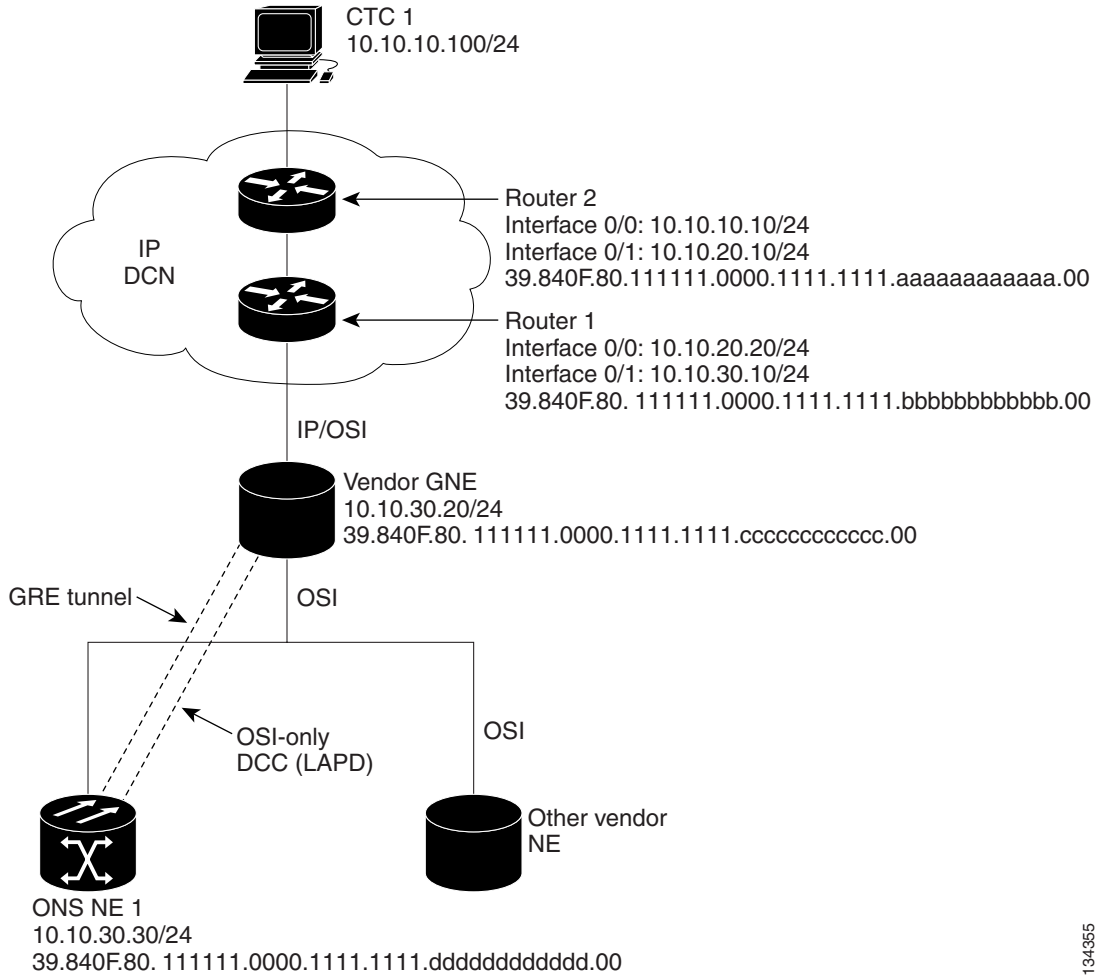 CTC 1
10.10.10.100/24
Router 2
Interface 0/0: 10.10.10.10/24
Interface 0/1: 10.10.20.10/24
39.840F.80.111111.0000.1111.1111.aaaaaaaaaaaa.00
IP
DCN
Router 1
Interface 0/0: 10.10.20.20/24
Interface 0/1: 10.10.30.10/24
39.840F.80. 111111.0000.1111.1111.bbbbbbbbbbbb.00
IP/OSI
Vendor GNE
10.10.30.20/24
39.840F.80. 111111.0000.1111.1111.cccccccccccc.00
GRE tunnel
OSI
OSI-only
DCC (LAPD)
OSI
Other vendor
NE
ONS NE 1
10.10.30.30/24
39.840F.80. 111111.0000.1111.1111.dddddddddddd.00
134355